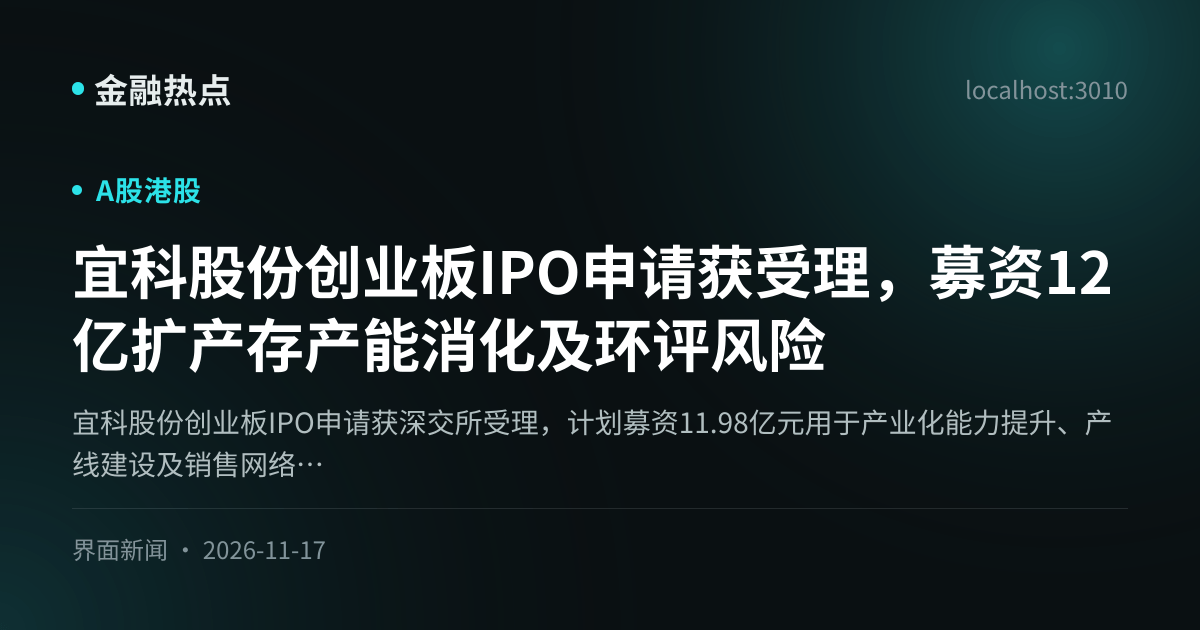 金融热点
localhost:3010
A股港股
宜科股份创业板IPO申请获受理，募资12
亿扩产存产能消化及环评风险
宜科股份创业板IPO申请获深交所受理，计划募资11.98亿元用于产业化能力提升、产
线建设及销售网络…
界面新闻 · 2026-11-17